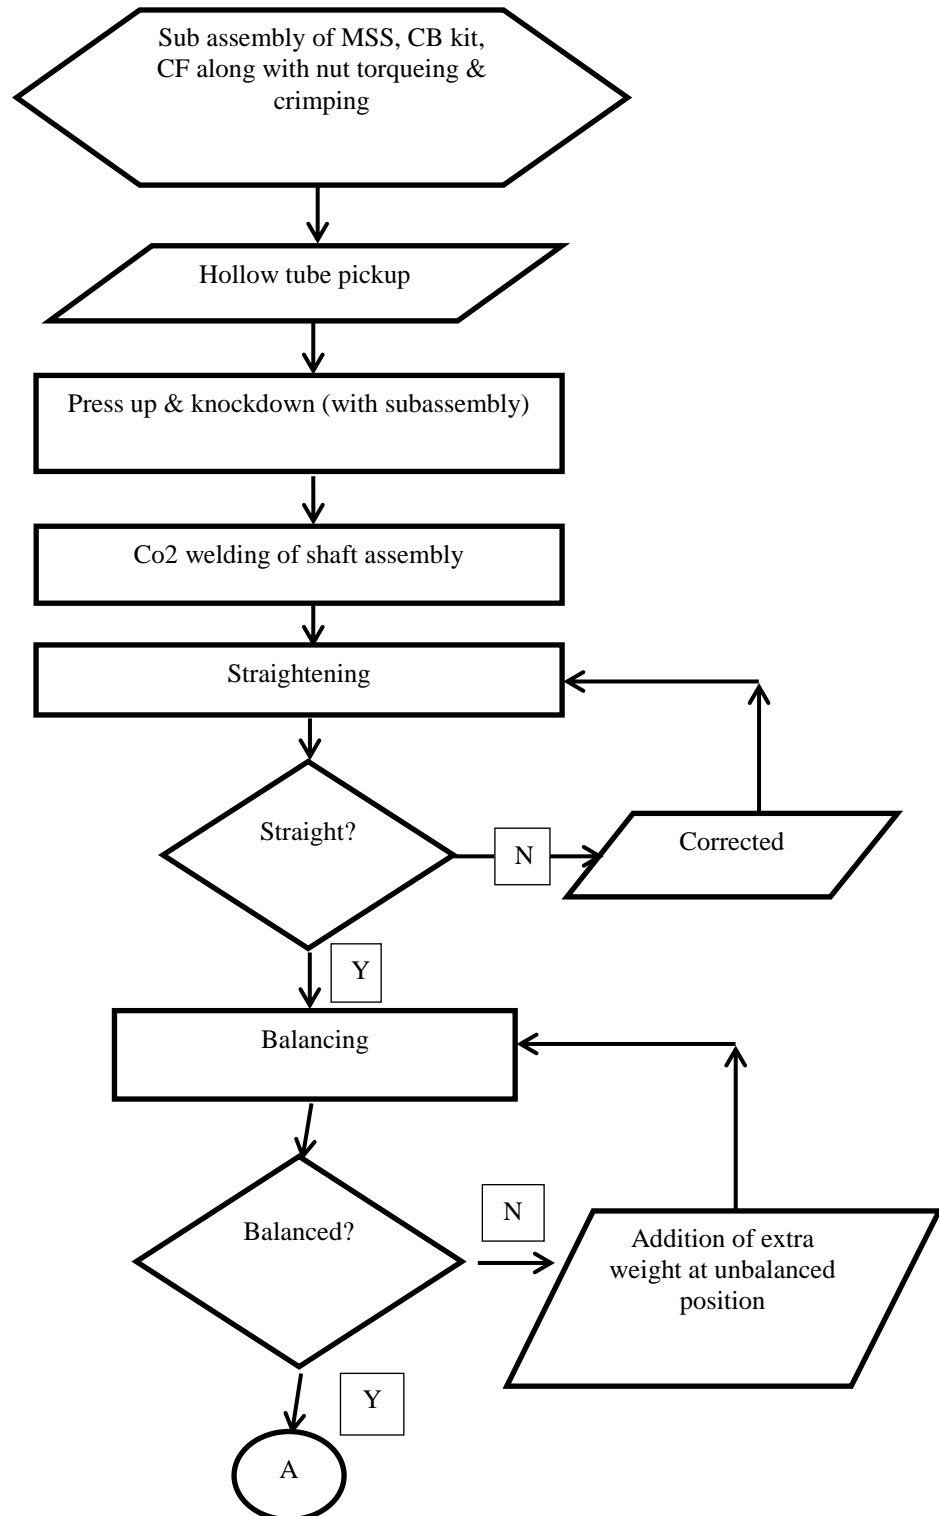 Sub assembly of MSS, CB kit,
CF along with nut torqueing &
crimping
Hollow tube pickup
Press up & knockdown (with subassembly)
Co2 welding of shaft assembly
Straightening
Straight?
N
Corrected
Y
Balancing
Balanced?
N
Addition of extra
weight at unbalanced
position
Y
A